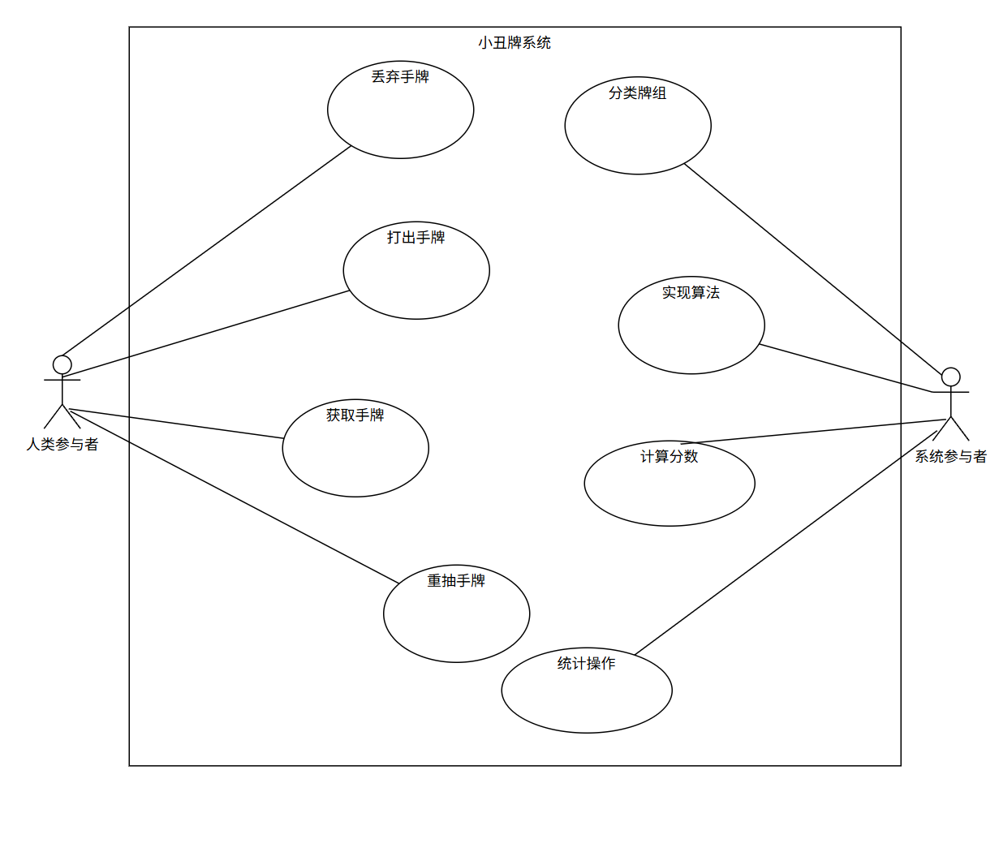 小丑牌系统
丢弃手牌
分类牌组
打出手牌
实现算法
获取手牌
人类参与者
计算分数
系统参与者
重抽手牌
统计操作